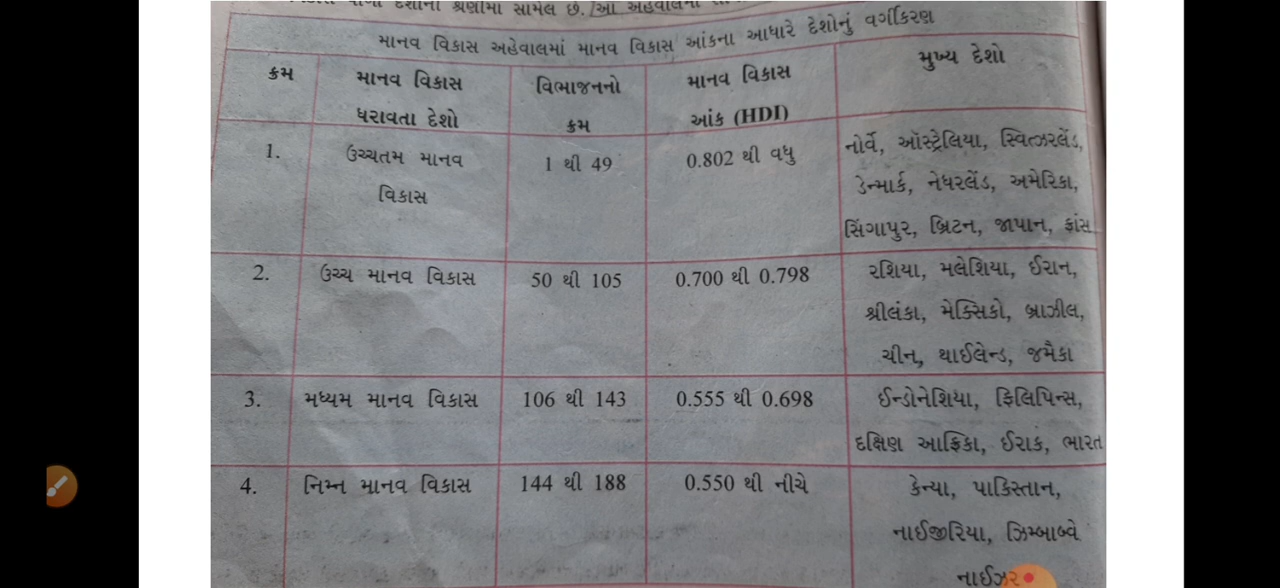 દેશોના શ્રેણીમાં સામેલ છે.
માનવ વિકાસ અહેવાલમાં માનવ વિકાસ આંકના આધારે દેશોનું વર્ગીકરણ
ક્રમ માનવ વિકાસ ધરાવતા દેશો વિભાજનનો ક્રમ માનવ વિકાસ આંક (HDI) મુખ્ય દેશો
1. ઉચ્ચતમ માનવ વિકાસ 1 થી 49 0.802 થી વધુ નોર્વે, ઑસ્ટ્રેલિયા, સ્વિત્ઝરલેંડ,
ડેન્માર્ક, નેધરલેંડ, અમેરિકા,
સિંગાપુર, બ્રિટન, જાપાન, ફ્રાંસ
2. ઉચ્ચ માનવ વિકાસ 50 થી 105 0.700 થી 0.798 રશિયા, મલેશિયા, ઈરાન,
શ્રીલંકા, મેક્સિકો, બ્રાઝીલ,
ચીન, થાઈલેન્ડ, જમૈકા
3. મધ્યમ માનવ વિકાસ 106 થી 143 0.555 થી 0.698 ઈન્ડોનેશિયા, ફિલિપિન્સ,
દક્ષિણ આફ્રિકા, ઈરાક, ભારત
4. નિમ્ન માનવ વિકાસ 144 થી 188 0.550 થી નીચે કેન્યા, પાકિસ્તાન,
નાઈજીરિયા, ઝિમ્બાબ્વે
નાઈઝર